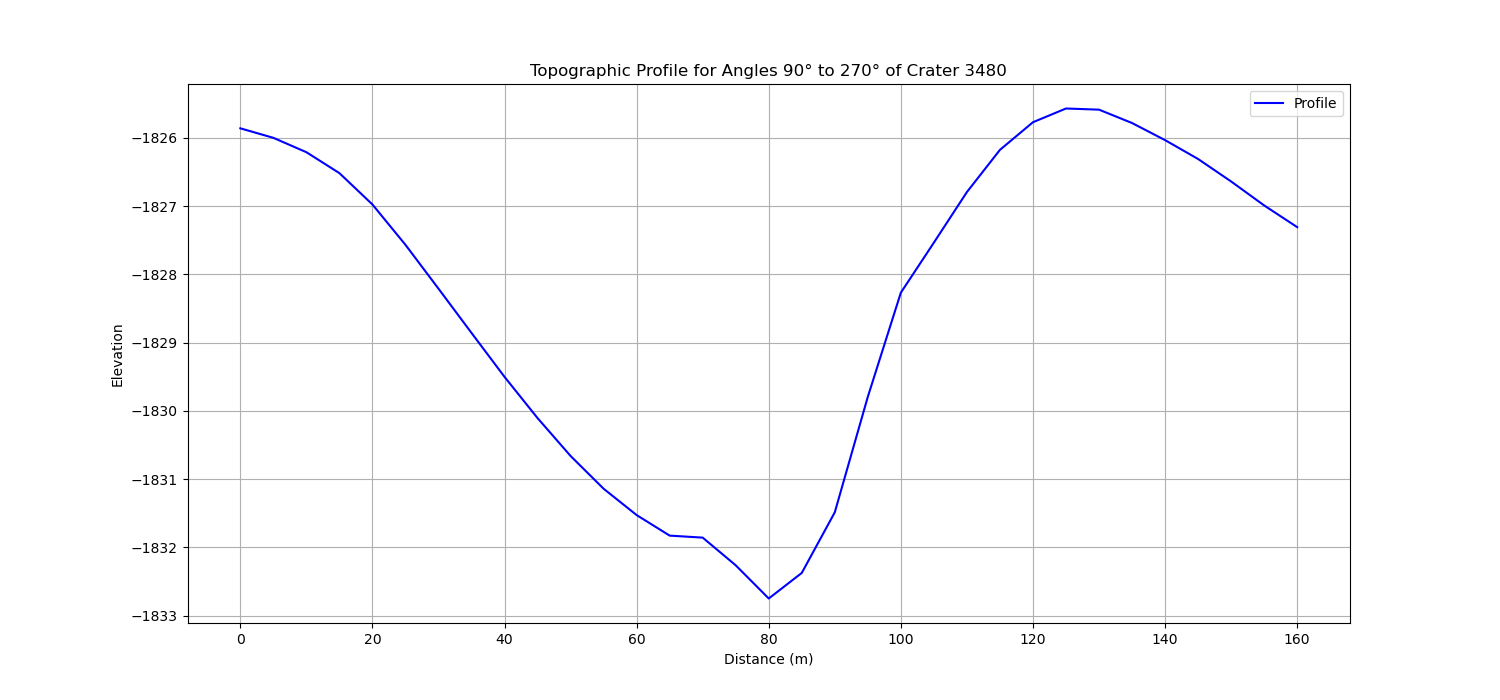 Topographic Profile for Angles 90° to 270° of Crater 3480
Profile
−1826
−1827
−1828
−1829
−1830
−1831
−1832
−1833
Elevation
0 20 40 60 80 100 120 140 160
Distance (m)